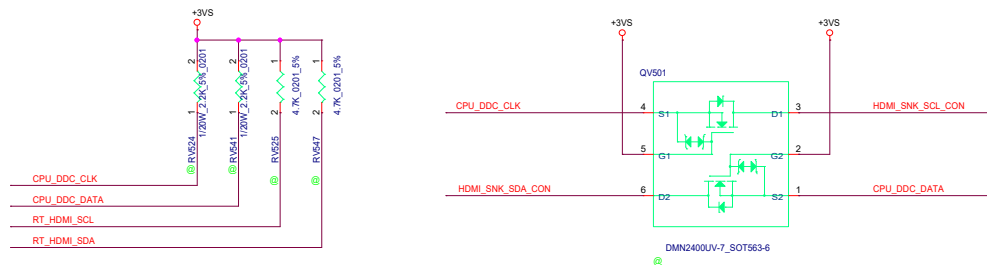 +3VS
2
2
1
1
1/20W_2.2K_5%_0201
1/20W_2.2K_5%_0201
4.7K_0201_5%
4.7K_0201_5%
1
1
2
2
@ RV524
@ RV541
@ RV525
@ RV547
CPU_DDC_CLK
CPU_DDC_DATA
RT_HDMI_SCL
RT_HDMI_SDA
+3VS
+3VS
QV501
CPU_DDC_CLK
4
S1
D1
3
HDMI_SNK_SCL_CON
5
G1
G2
2
HDMI_SNK_SDA_CON
6
D2
S2
1
CPU_DDC_DATA
DMN2400UV-7_SOT563-6
@